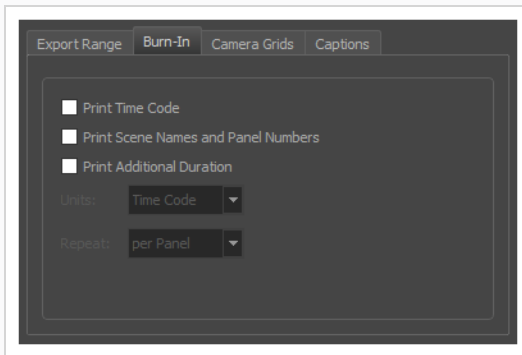 Export Range Burn-In Camera Grids Captions
Print Time Code
Print Scene Names and Panel Numbers
Print Additional Duration
Units: Time Code
Repeat: per Panel